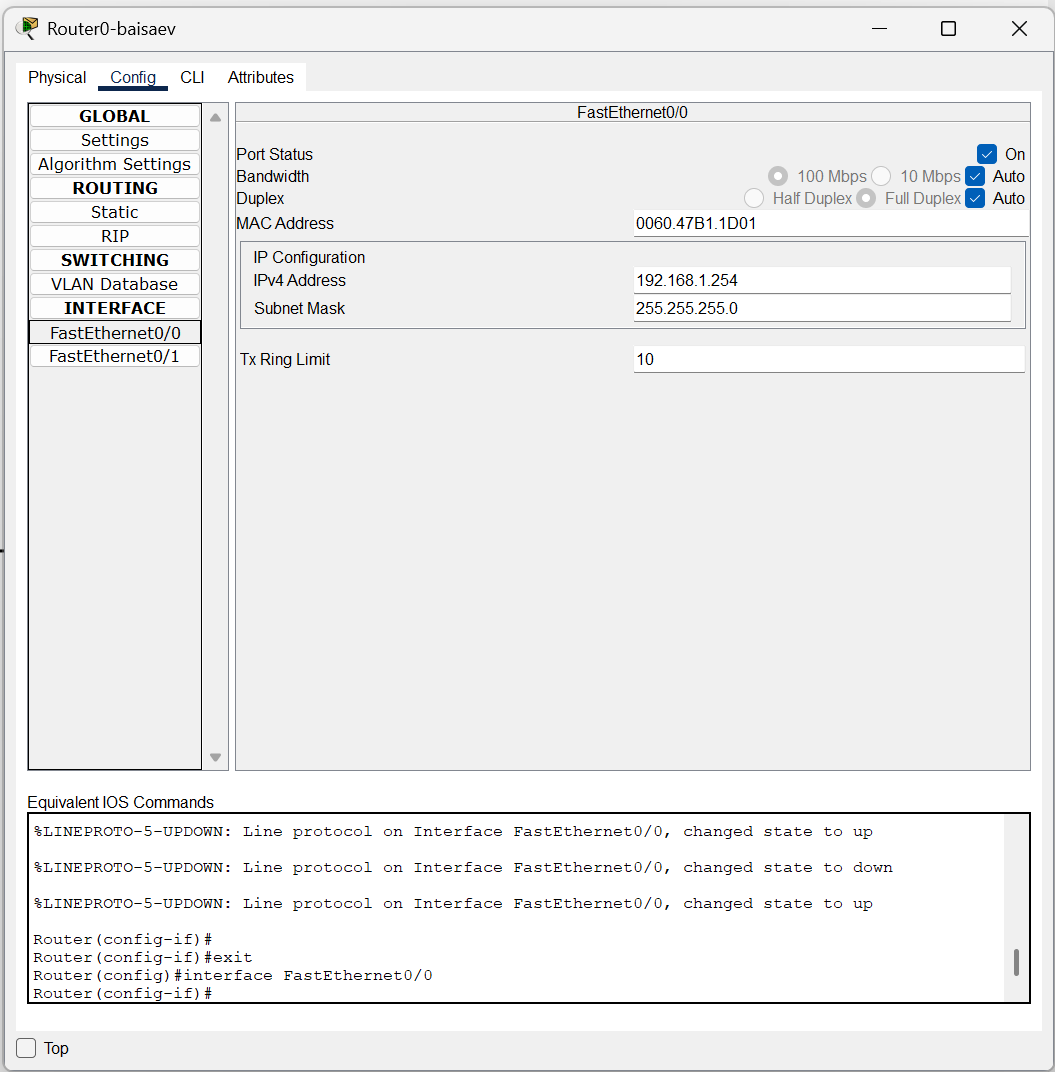 Router0-baisaev
Physical Config CLI Attributes
GLOBAL
Settings
Algorithm Settings
ROUTING
Static
RIP
SWITCHING
VLAN Database
INTERFACE
FastEthernet0/0
FastEthernet0/1
FastEthernet0/0
Port Status On
Bandwidth 100 Mbps 10 Mbps Auto
Duplex Half Duplex Full Duplex Auto
MAC Address 0060.47B1.1D01
IP Configuration
IPv4 Address 192.168.1.254
Subnet Mask 255.255.255.0
Tx Ring Limit 10
Equivalent IOS Commands
%LINEPROTO-5-UPDOWN: Line protocol on Interface FastEthernet0/0, changed state to up
%LINEPROTO-5-UPDOWN: Line protocol on Interface FastEthernet0/0, changed state to down
%LINEPROTO-5-UPDOWN: Line protocol on Interface FastEthernet0/0, changed state to up
Router(config-if)#
Router(config-if)#exit
Router(config)#interface FastEthernet0/0
Router(config-if)#
Top